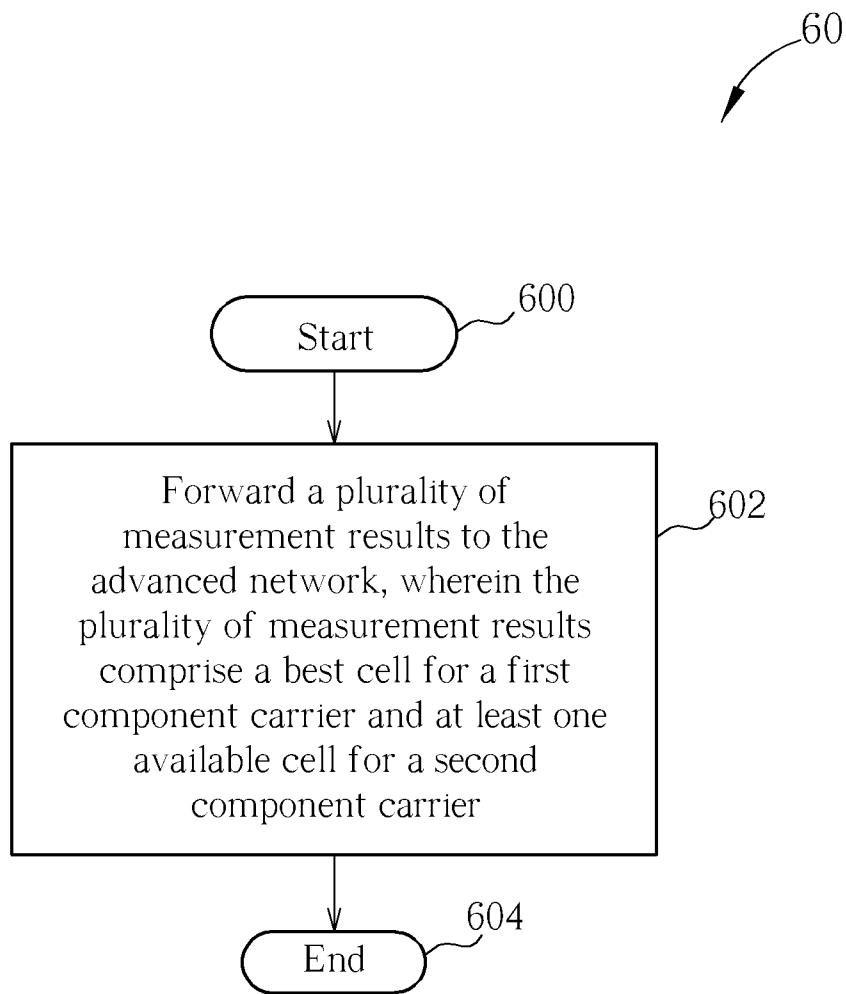 60
600
Start
602
Forward a plurality of
measurement results to the
advanced network, wherein the
plurality of measurement results
comprise a best cell for a first
component carrier and at least one
available cell for a second
component carrier
604
End